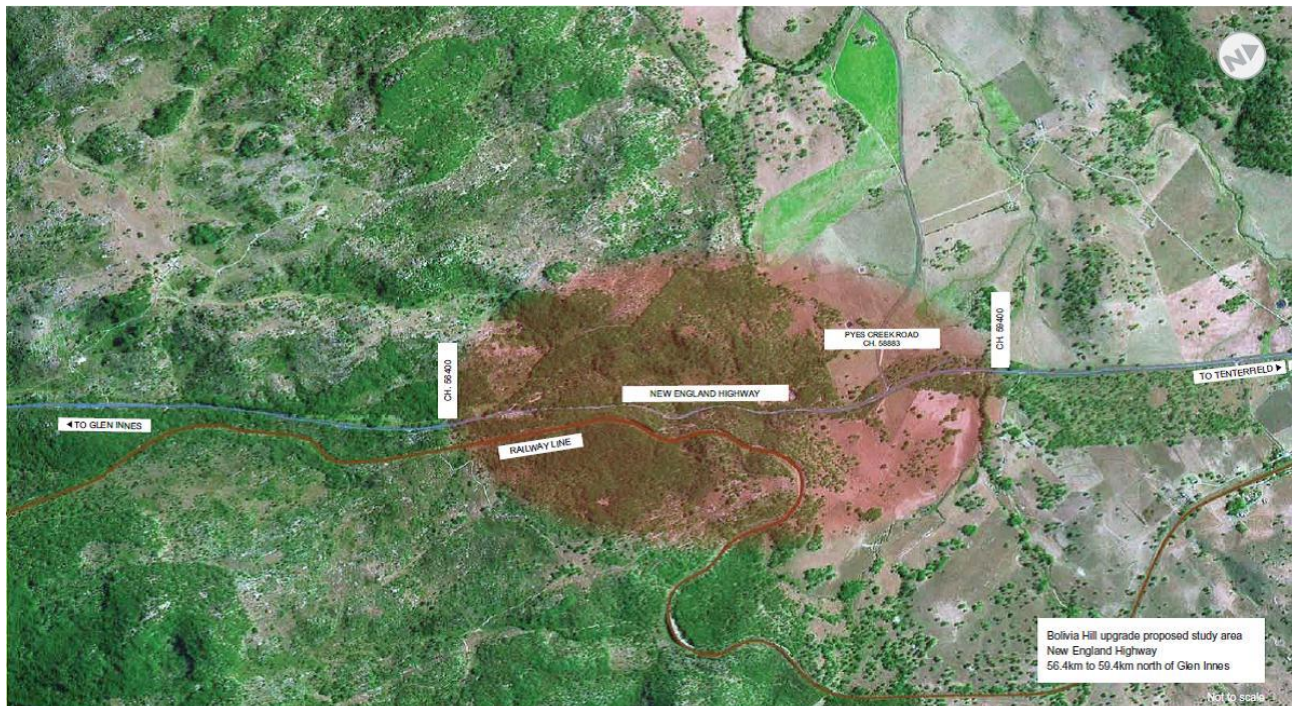 N
PYES CREEK ROAD
CH. 58883
CH. 59400
CH. 56400
NEW ENGLAND HIGHWAY
TO TENTERFIELD ▶
◀ TO GLEN INNES
RAILWAY LINE
Bolivia Hill upgrade proposed study area
New England Highway
56.4km to 59.4km north of Glen Innes
Not to scale